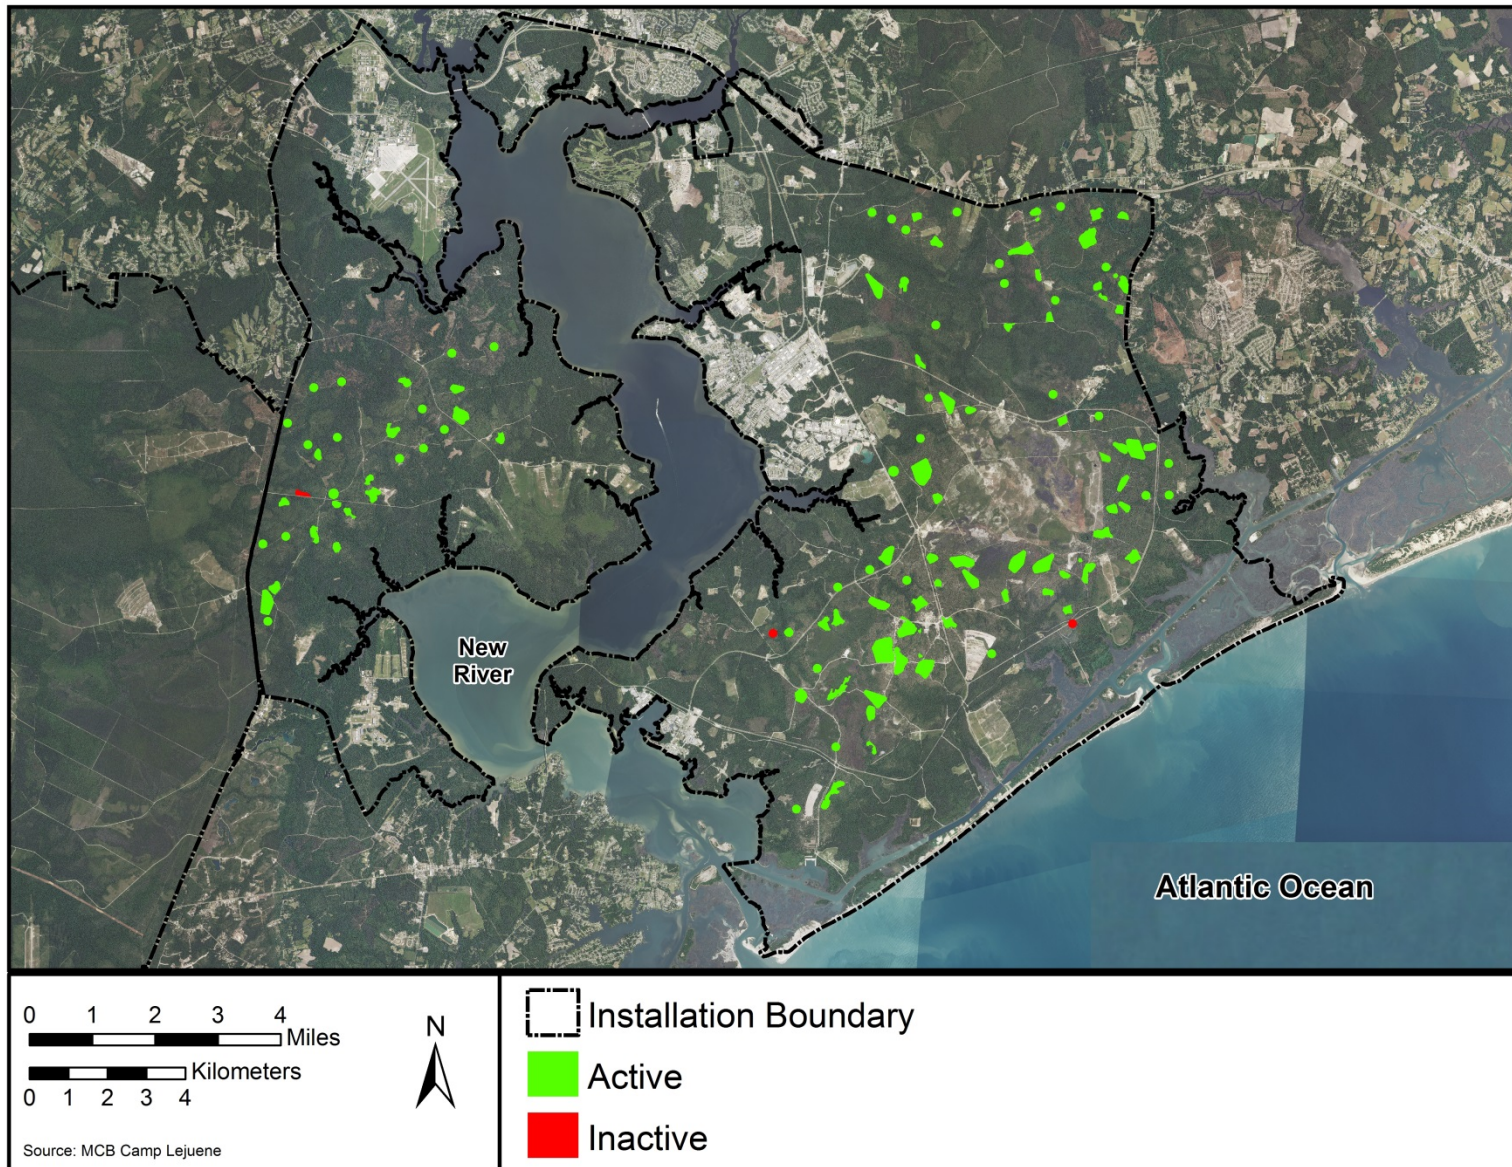 New
River
Atlantic Ocean
0 1 2 3 4
Miles
Kilometers
0 1 2 3 4
Source: MCB Camp Lejuene
N
Installation Boundary
Active
Inactive